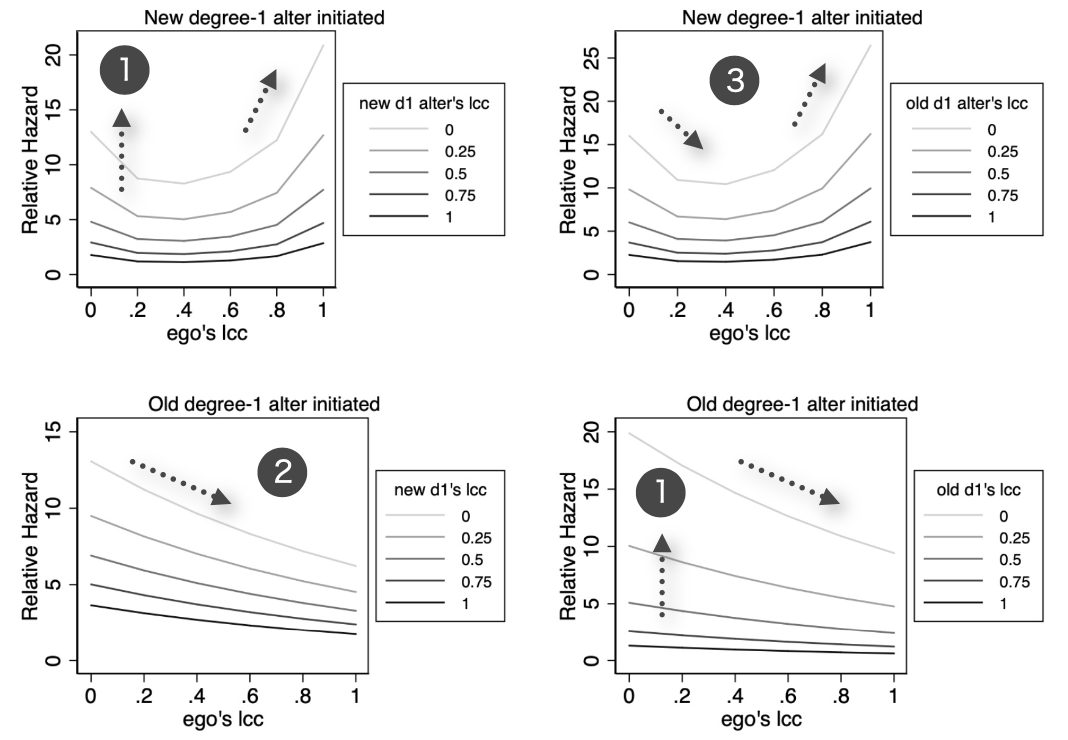 New degree-1 alter initiated
Relative Hazard
20
15
10
5
0
1
0 .2 .4 .6 .8 1
ego's lcc
new d1 alter's lcc
0
0.25
0.5
0.75
1
New degree-1 alter initiated
Relative Hazard
25
20
15
10
5
0
3
0 .2 .4 .6 .8 1
ego's lcc
old d1 alter's lcc
0
0.25
0.5
0.75
1
Old degree-1 alter initiated
Relative Hazard
15
10
5
0
2
0 .2 .4 .6 .8 1
ego's lcc
new d1's lcc
0
0.25
0.5
0.75
1
Old degree-1 alter initiated
Relative Hazard
20
15
10
5
0
1
0 .2 .4 .6 .8 1
ego's lcc
old d1's lcc
0
0.25
0.5
0.75
1